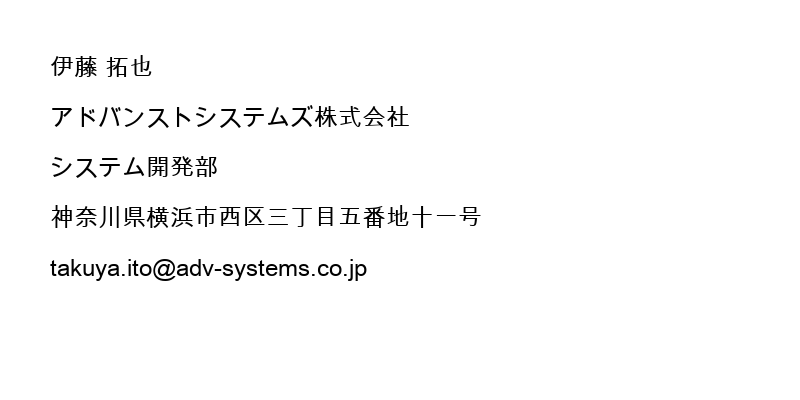 伊藤 拓也
アドバンストシステムズ株式会社
システム開発部
神奈川県横浜市西区三丁目五番地十一号
takuya.ito@adv-systems.co.jp